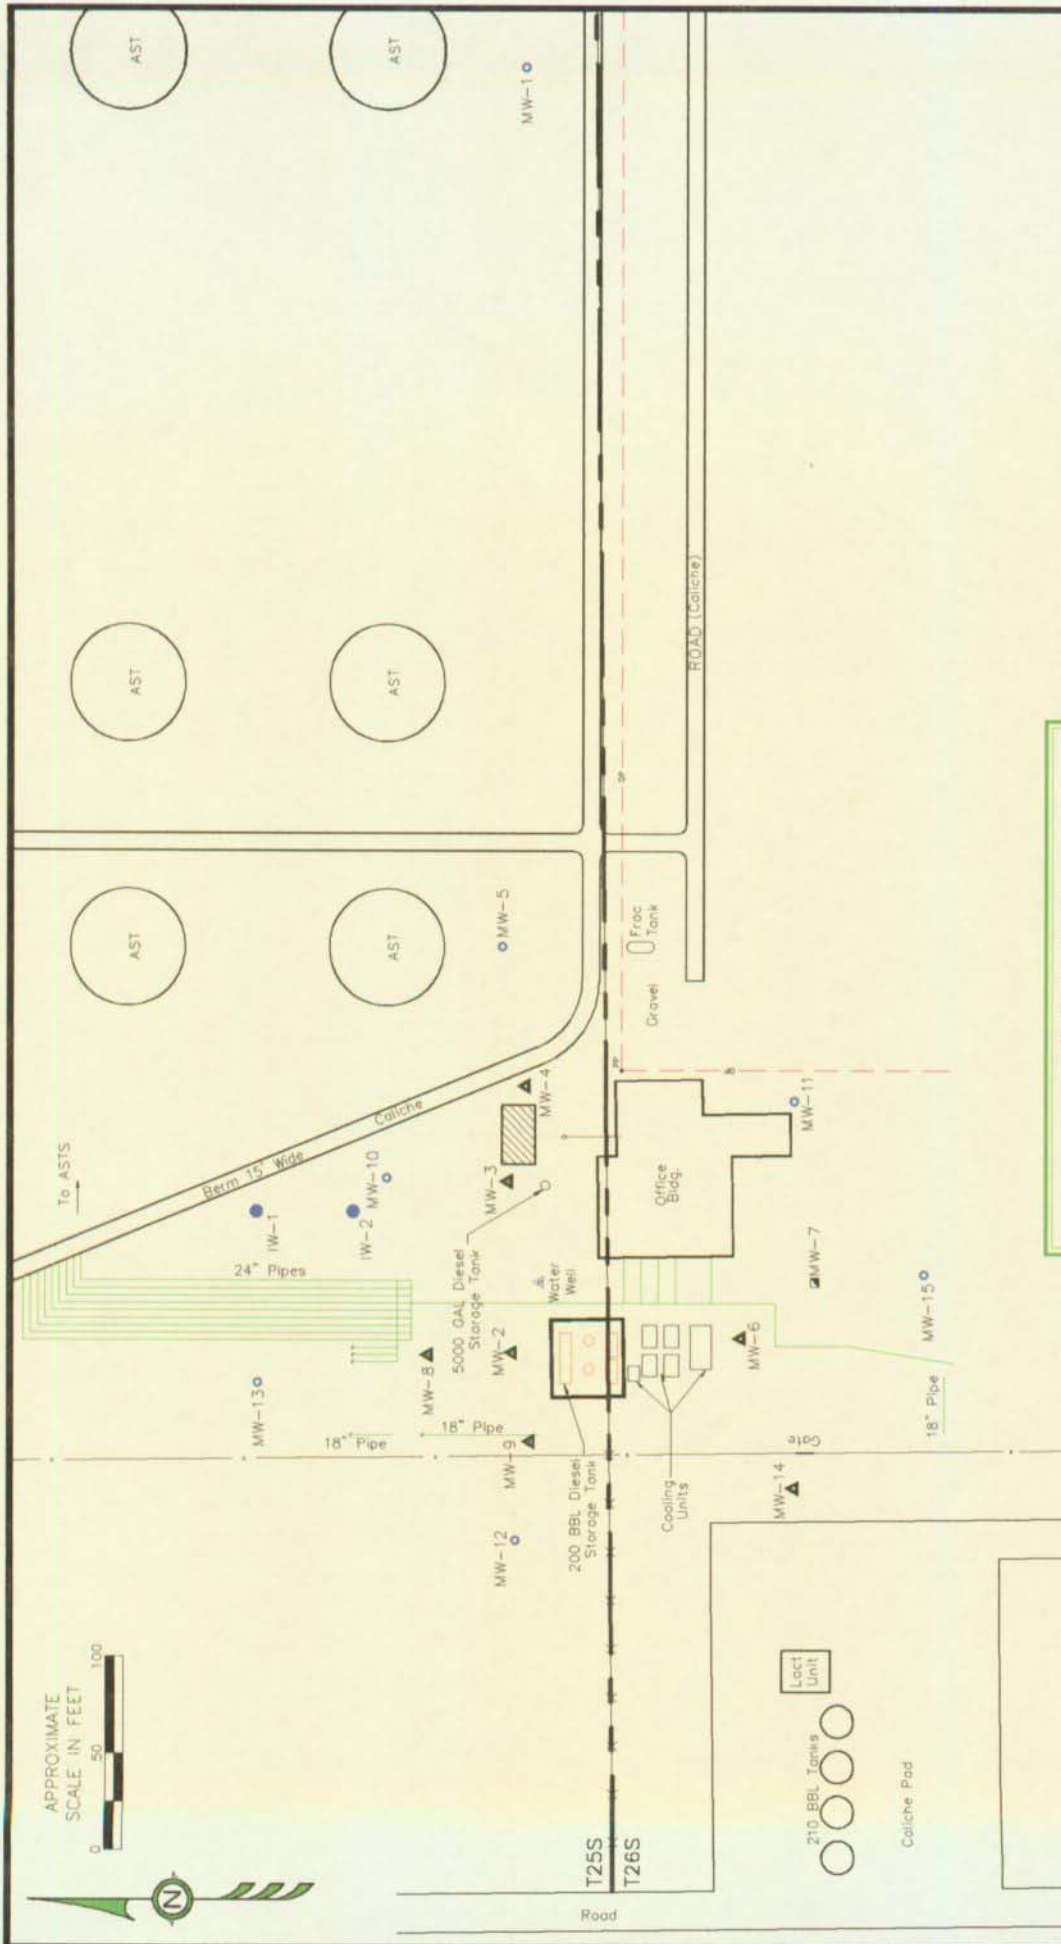 AST
AST
MW-1
AST
AST
ROAD (Caliche)
AST
AST
MW-5
Frac
Tank
Gravel
To ASTS
Berm 15' Wide
Caliche
MW-4
MW-3
MW-10
IW-1
IW-2
PP
MW-11
Office
Bldg.
24" Pipes
5000 GAL Diesel
Storage Tank
Water
Well
MW-7
MW-15
MW-2
MW-8
MW-6
MW-13
18" Pipe
18" Pipe
18" Pipe
MW-9
Gate
MW-14
MW-12
200 BBL Diesel
Storage Tank
Cooling
Units
APPROXIMATE
SCALE IN FEET
0 50 100
Lact
Unit
210 BBL Tanks
Caliche Pad
T25S
T26S
N
Road